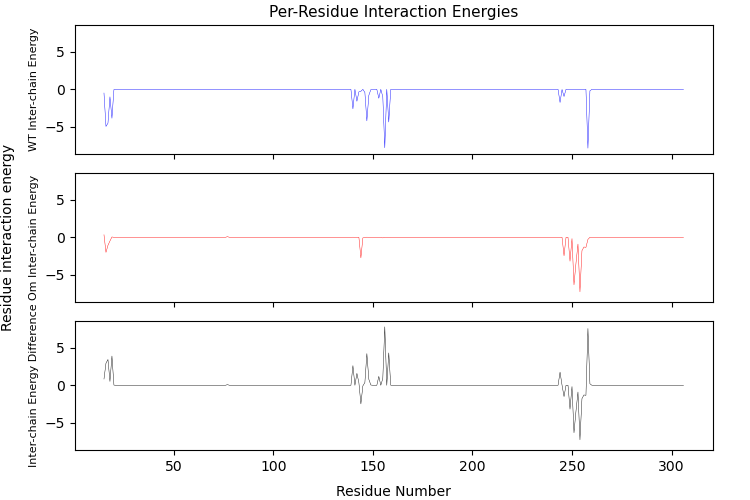 Per-Residue Interaction Energies
Residue interaction energy
WT Inter-chain Energy
5
0
−5
Om Inter-chain Energy
5
0
−5
Inter-chain Energy Difference
5
0
−5
50
100
150
200
250
300
Residue Number